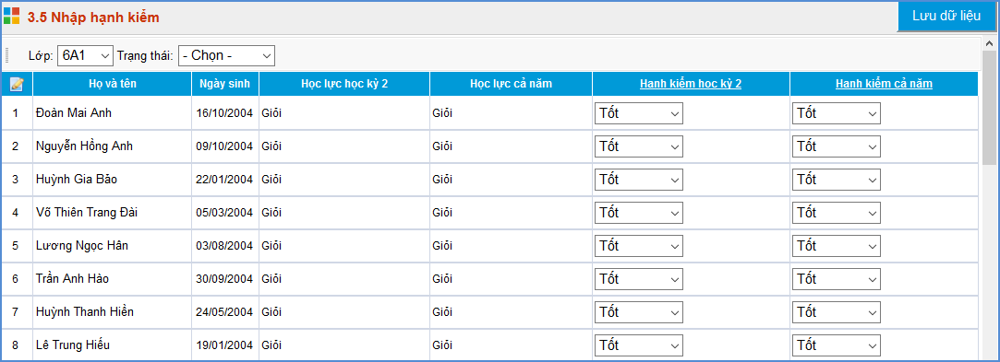 3.5 Nhập hạnh kiểm
Lưu dữ liệu
Lớp: 6A1 Trạng thái: - Chọn -
Họ và tên Ngày sinh Học lực học kỳ 2 Học lực cả năm Hạnh kiểm học kỳ 2 Hạnh kiểm cả năm
1 Đoàn Mai Anh 16/10/2004 Giỏi Giỏi Tốt Tốt
2 Nguyễn Hồng Anh 09/10/2004 Giỏi Giỏi Tốt Tốt
3 Huỳnh Gia Bảo 22/01/2004 Giỏi Giỏi Tốt Tốt
4 Võ Thiên Trang Đài 05/03/2004 Giỏi Giỏi Tốt Tốt
5 Lương Ngọc Hân 03/08/2004 Giỏi Giỏi Tốt Tốt
6 Trần Anh Hào 30/09/2004 Giỏi Giỏi Tốt Tốt
7 Huỳnh Thanh Hiền 24/05/2004 Giỏi Giỏi Tốt Tốt
8 Lê Trung Hiếu 19/01/2004 Giỏi Giỏi Tốt Tốt